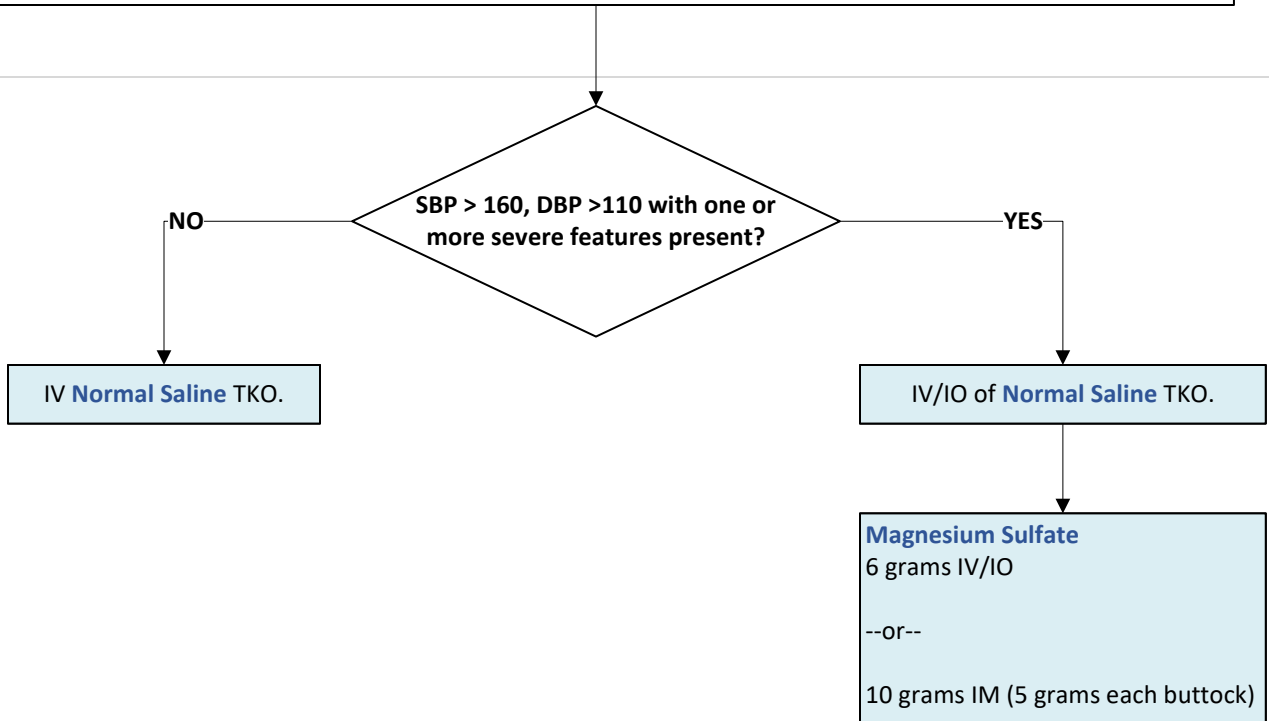 SBP > 160, DBP >110 with one or
more severe features present?
NO
YES
IV Normal Saline TKO.
IV/IO of Normal Saline TKO.
Magnesium Sulfate
6 grams IV/IO
--or--
10 grams IM (5 grams each buttock)